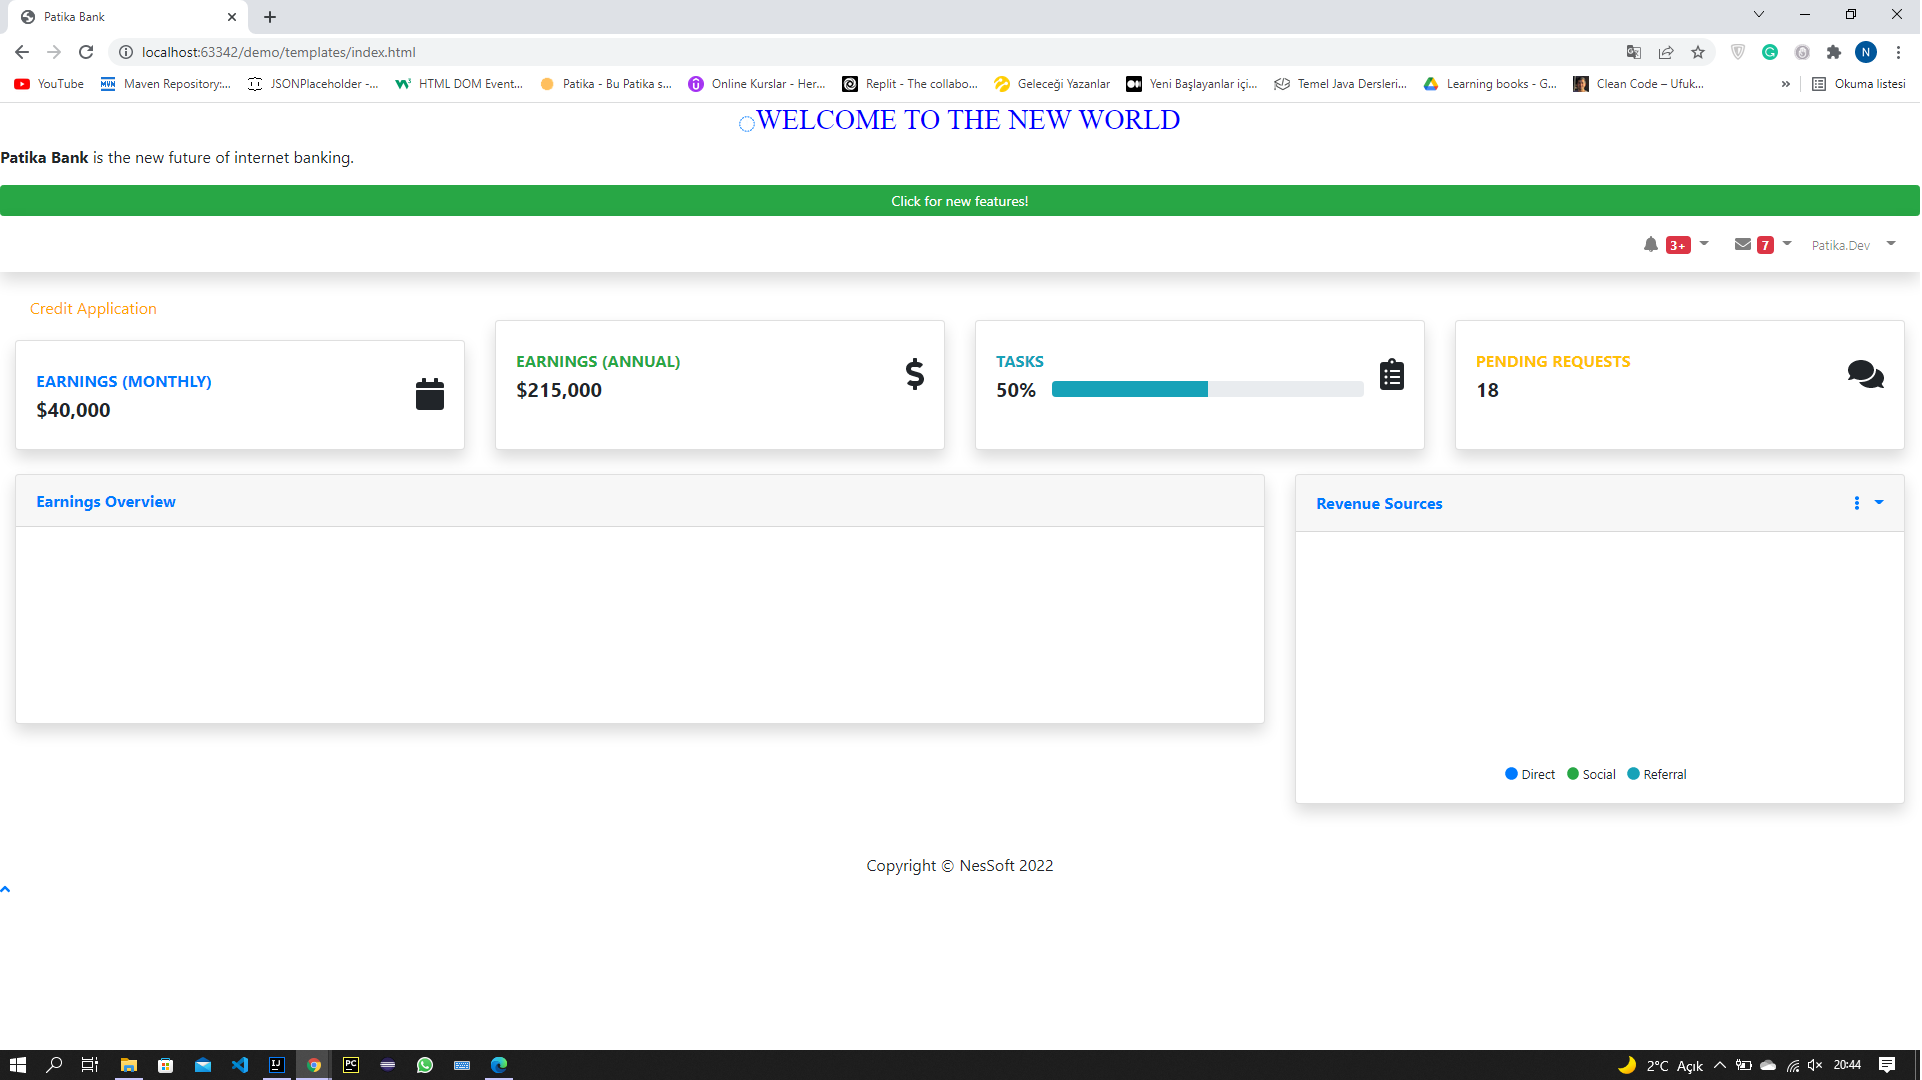 Patika Bank
localhost:63342/demo/templates/index.html
N
YouTube Maven Repository:... JSONPlaceholder -... HTML DOM Event... Patika - Bu Patika s... Online Kurslar - Her... Replit - The collabo... Geleceği Yazanlar Yeni Başlayanlar içi... Temel Java Dersleri... Learning books - G... Clean Code – Ufuk... » Okuma listesi
WELCOME TO THE NEW WORLD
Patika Bank is the new future of internet banking.
Click for new features!
3+ 7 Patika.Dev
Credit Application
EARNINGS (MONTHLY)
$40,000
EARNINGS (ANNUAL)
$215,000
TASKS
50%
PENDING REQUESTS
18
Earnings Overview
Revenue Sources
Direct Social Referral
Copyright © NesSoft 2022
2°C Açık 20:44